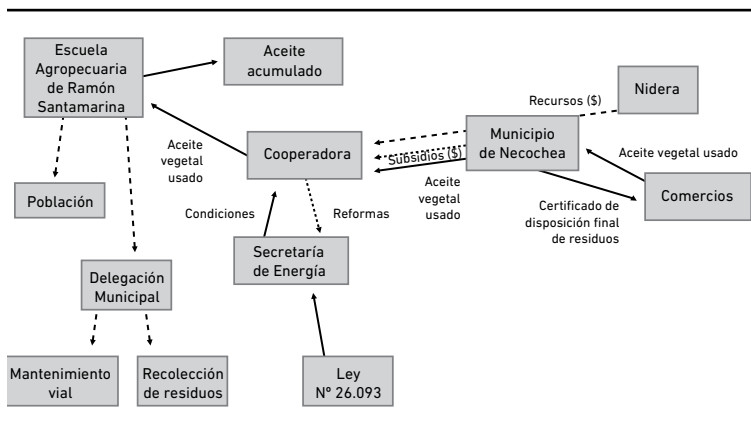 Escuela
Agropecuaria
de Ramón
Santamarina
Aceite
acumulado
Nidera
Recursos ($)
Municipio
de Necochea
Cooperadora
Subsidios ($)
Aceite
vegetal
usado
Aceite vegetal usado
Comercios
Aceite
vegetal
usado
Población
Condiciones
Reformas
Certificado de
disposición final
de residuos
Secretaría
de Energía
Delegación
Municipal
Mantenimiento
vial
Recolección
de residuos
Ley
Nº 26.093